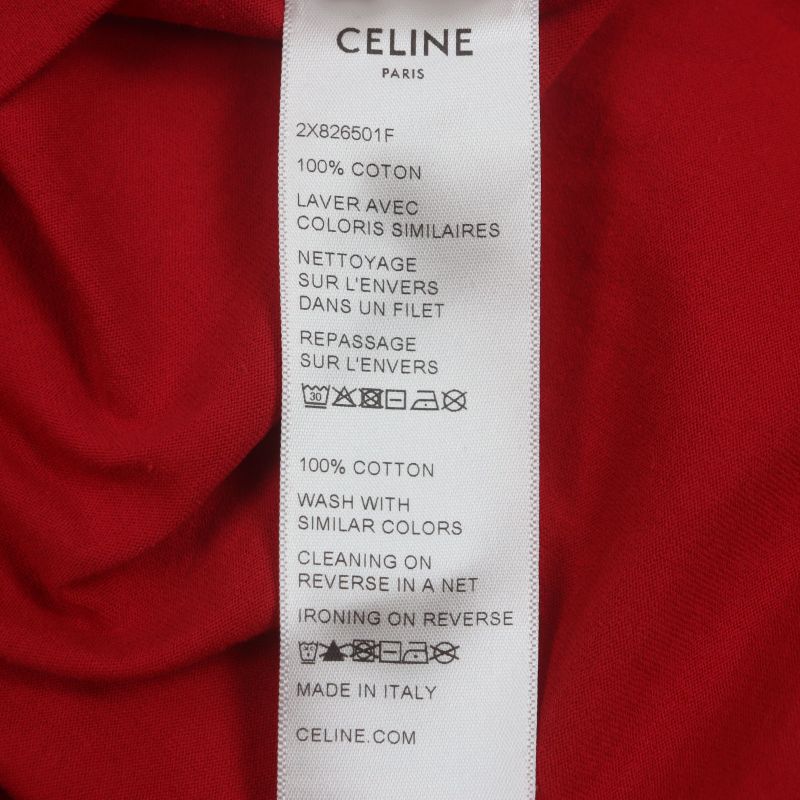 CELINE
PARIS
2X826501F
100% COTON
LAVER AVEC
COLORIS SIMILAIRES
NETTOYAGE
SUR L'ENVERS
DANS UN FILET
REPASSAGE
SUR L'ENVERS
30
100% COTTON
WASH WITH
SIMILAR COLORS
CLEANING ON
REVERSE IN A NET
IRONING ON REVERSE
MADE IN ITALY
CELINE.COM